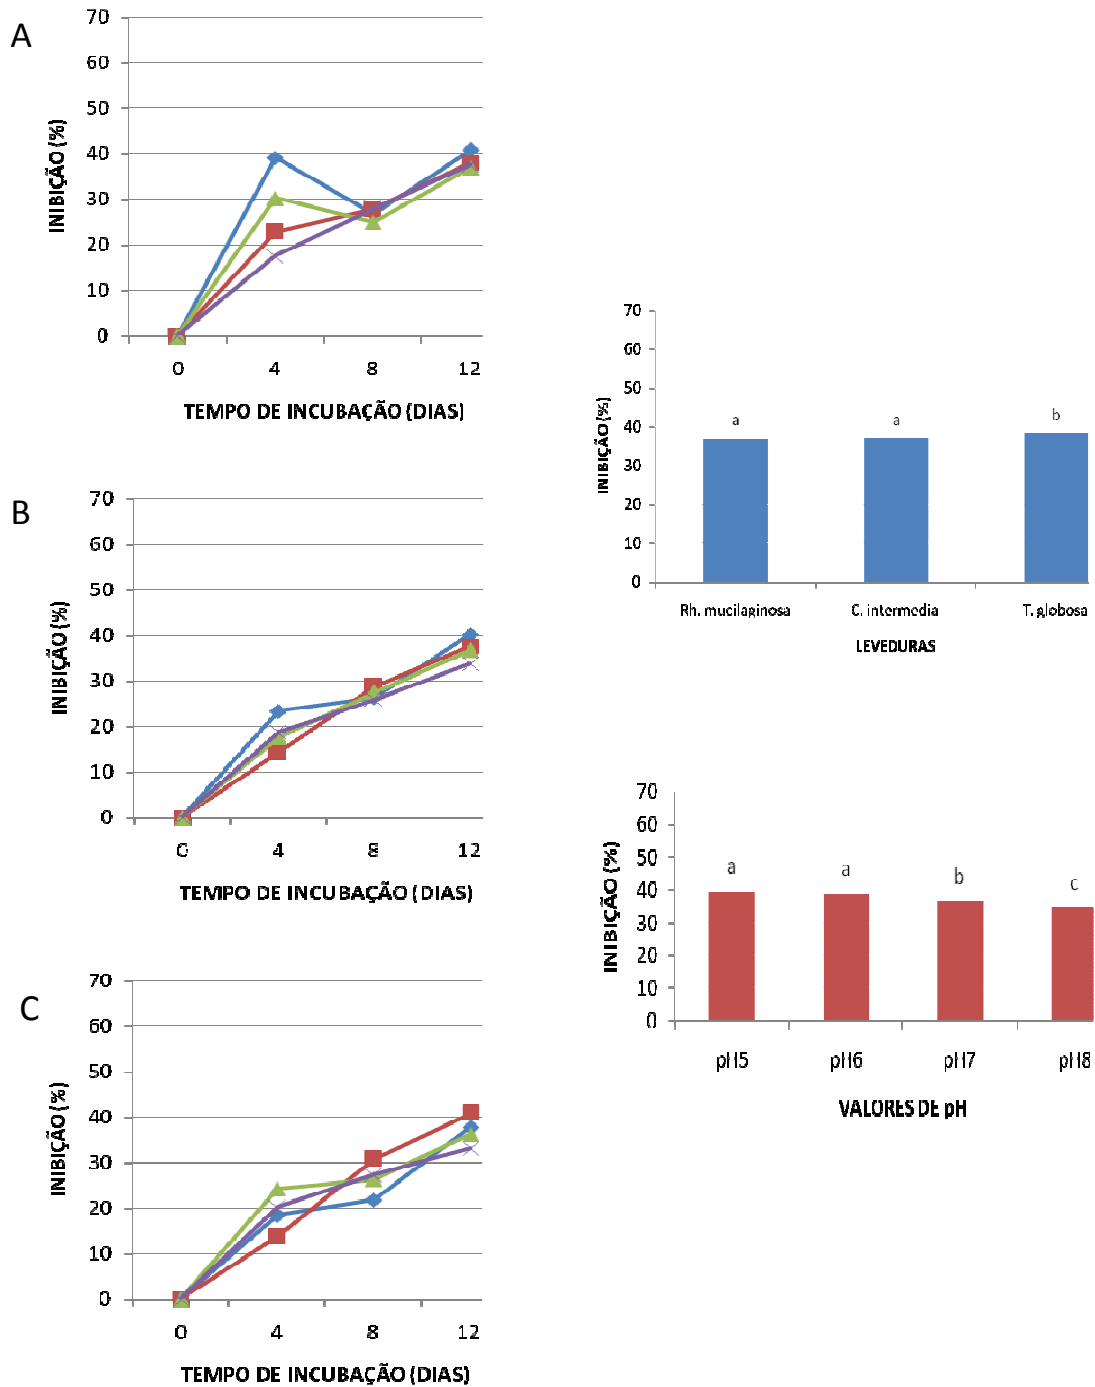 A
70
60
50
40
30
20
10
0
INIBIÇÃO (%)
0 4 8 12
TEMPO DE INCUBAÇÃO (DIAS)
B
70
60
50
40
30
20
10
0
INIBIÇÃO (%)
0 4 8 12
TEMPO DE INCUBAÇÃO (DIAS)
C
70
60
50
40
30
20
10
0
INIBIÇÃO (%)
0 4 8 12
TEMPO DE INCUBAÇÃO (DIAS)
70
60
50
40
30
20
10
0
INIBIÇÃO (%)
a a b
Rh. mucilaginosa C. intermedia T. globosa
LEVEDURAS
70
60
50
40
30
20
10
0
INIBIÇÃO (%)
a a b c
pH5 pH6 pH7 pH8
VALORES DE pH